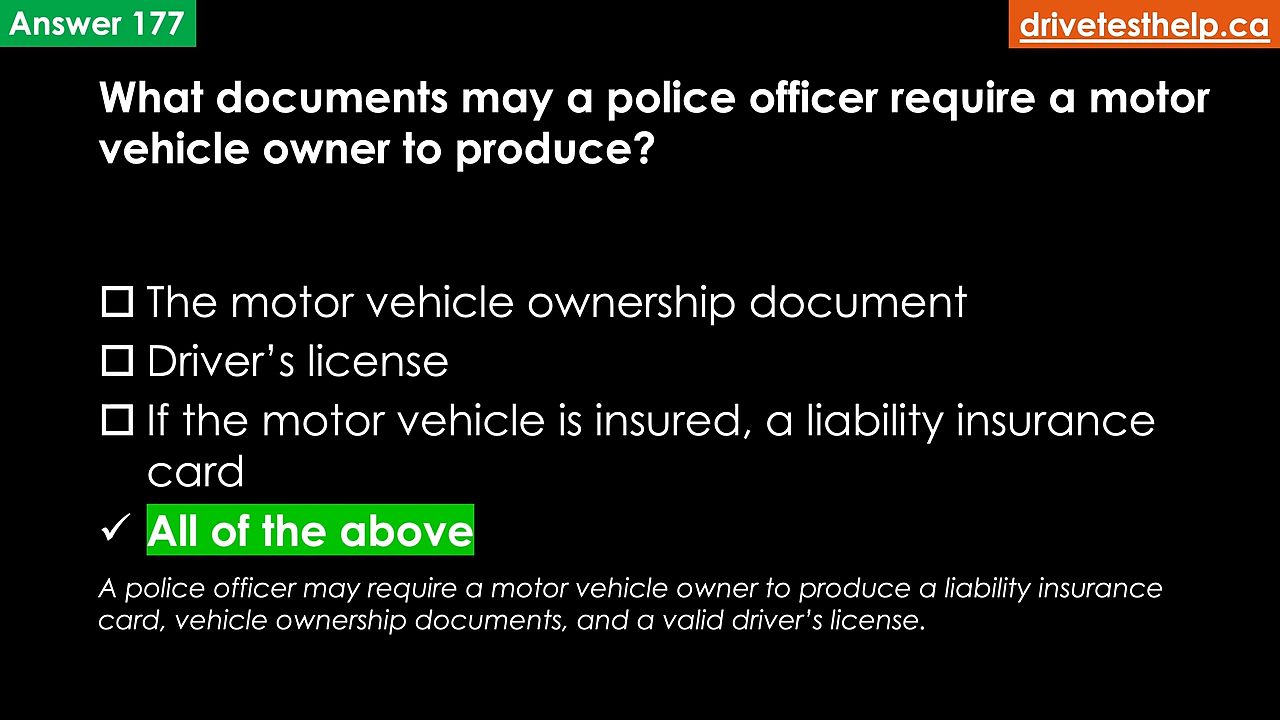 Answer 177
drivetesthelp.ca
What documents may a police officer require a motor
vehicle owner to produce?
☐ The motor vehicle ownership document
☐ Driver’s license
☐ If the motor vehicle is insured, a liability insurance
card
✓ All of the above
A police officer may require a motor vehicle owner to produce a liability insurance
card, vehicle ownership documents, and a valid driver’s license.